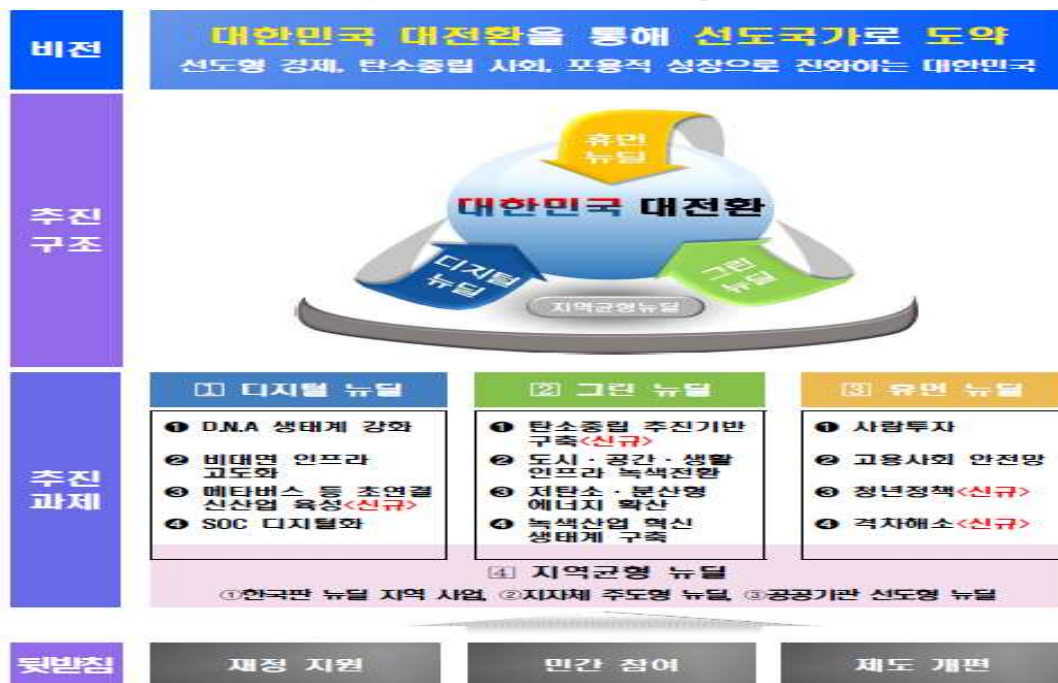 비전
대한민국 대전환을 통해 선도국가로 도약
선도형 경제, 탄소중립 사회, 포용적 성장으로 진화하는 대한민국
추진
구조
휴먼
뉴딜
대한민국 대전환
디지털
뉴딜
그린
뉴딜
지역균형뉴딜
추진
과제
1 디지털 뉴딜
❶ D.N.A 생태계 강화
❷ 비대면 인프라
고도화
❸ 메타버스 등 초연결
신산업 육성<신규>
❹ SOC 디지털화
2 그린 뉴딜
❶ 탄소중립 추진기반
구축<신규>
❷ 도시·공간·생활
인프라 녹색전환
❸ 저탄소·분산형
에너지 확산
❹ 녹색산업 혁신
생태계 구축
3 휴먼 뉴딜
❶ 사람투자
❷ 고용사회 안전망
❸ 청년정책<신규>
❹ 격차해소<신규>
4 지역균형 뉴딜
①한국판 뉴딜 지역 사업, ②지자체 주도형 뉴딜, ③공공기관 선도형 뉴딜
뒷받침
재정 지원
민간 참여
제도 개편